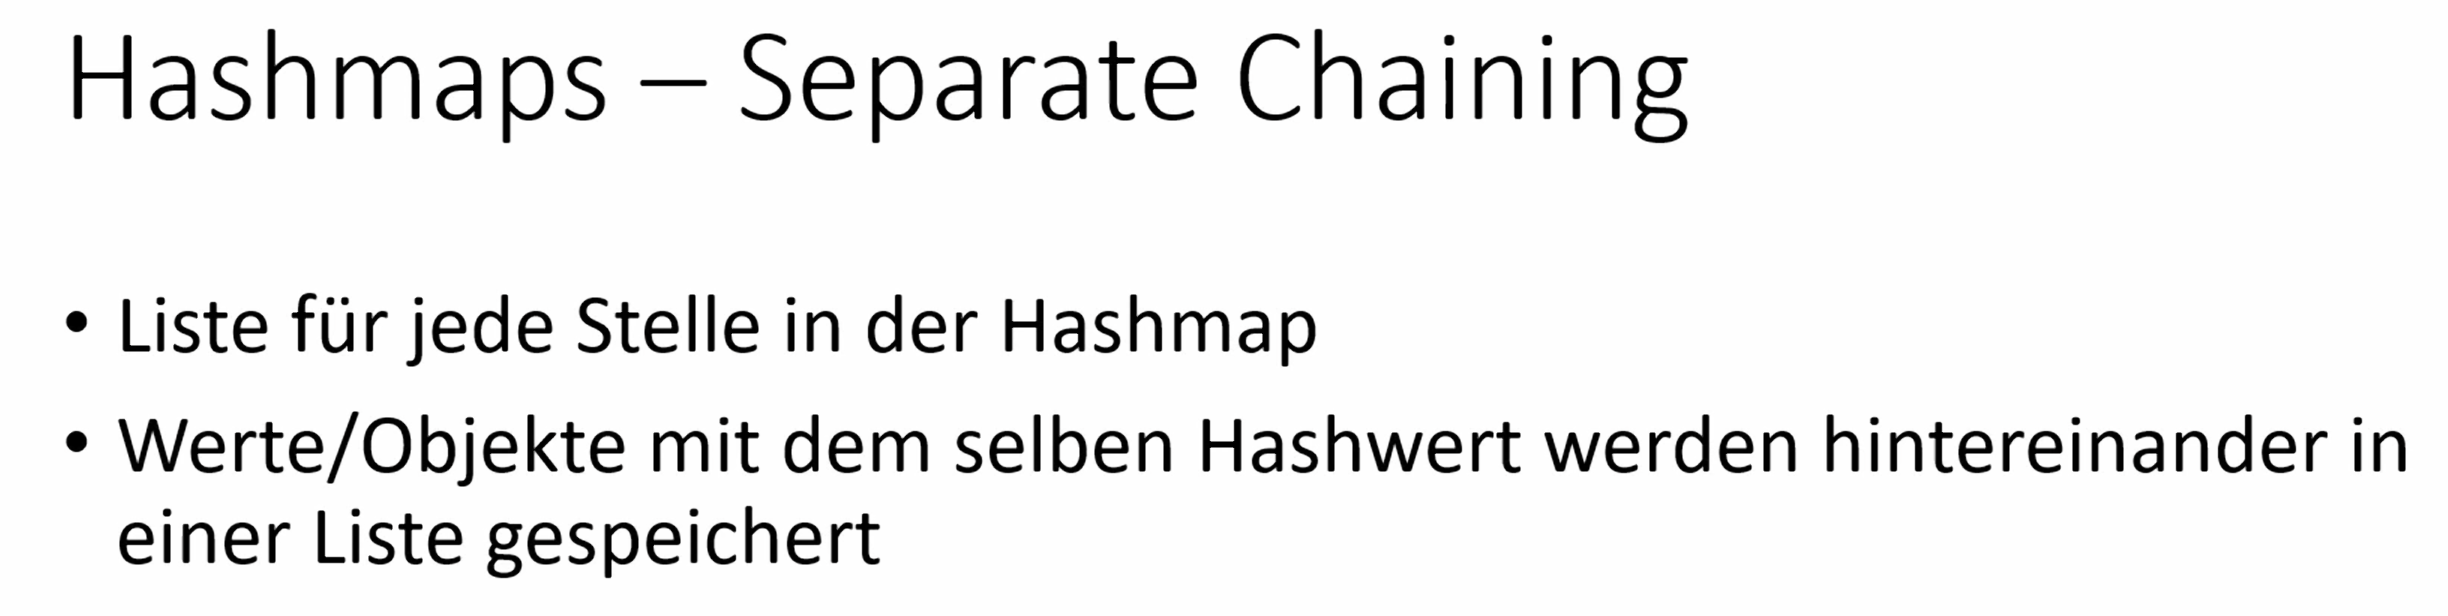 Hashmaps – Separate Chaining
• Liste für jede Stelle in der Hashmap
• Werte/Objekte mit dem selben Hashwert werden hintereinander in
einer Liste gespeichert